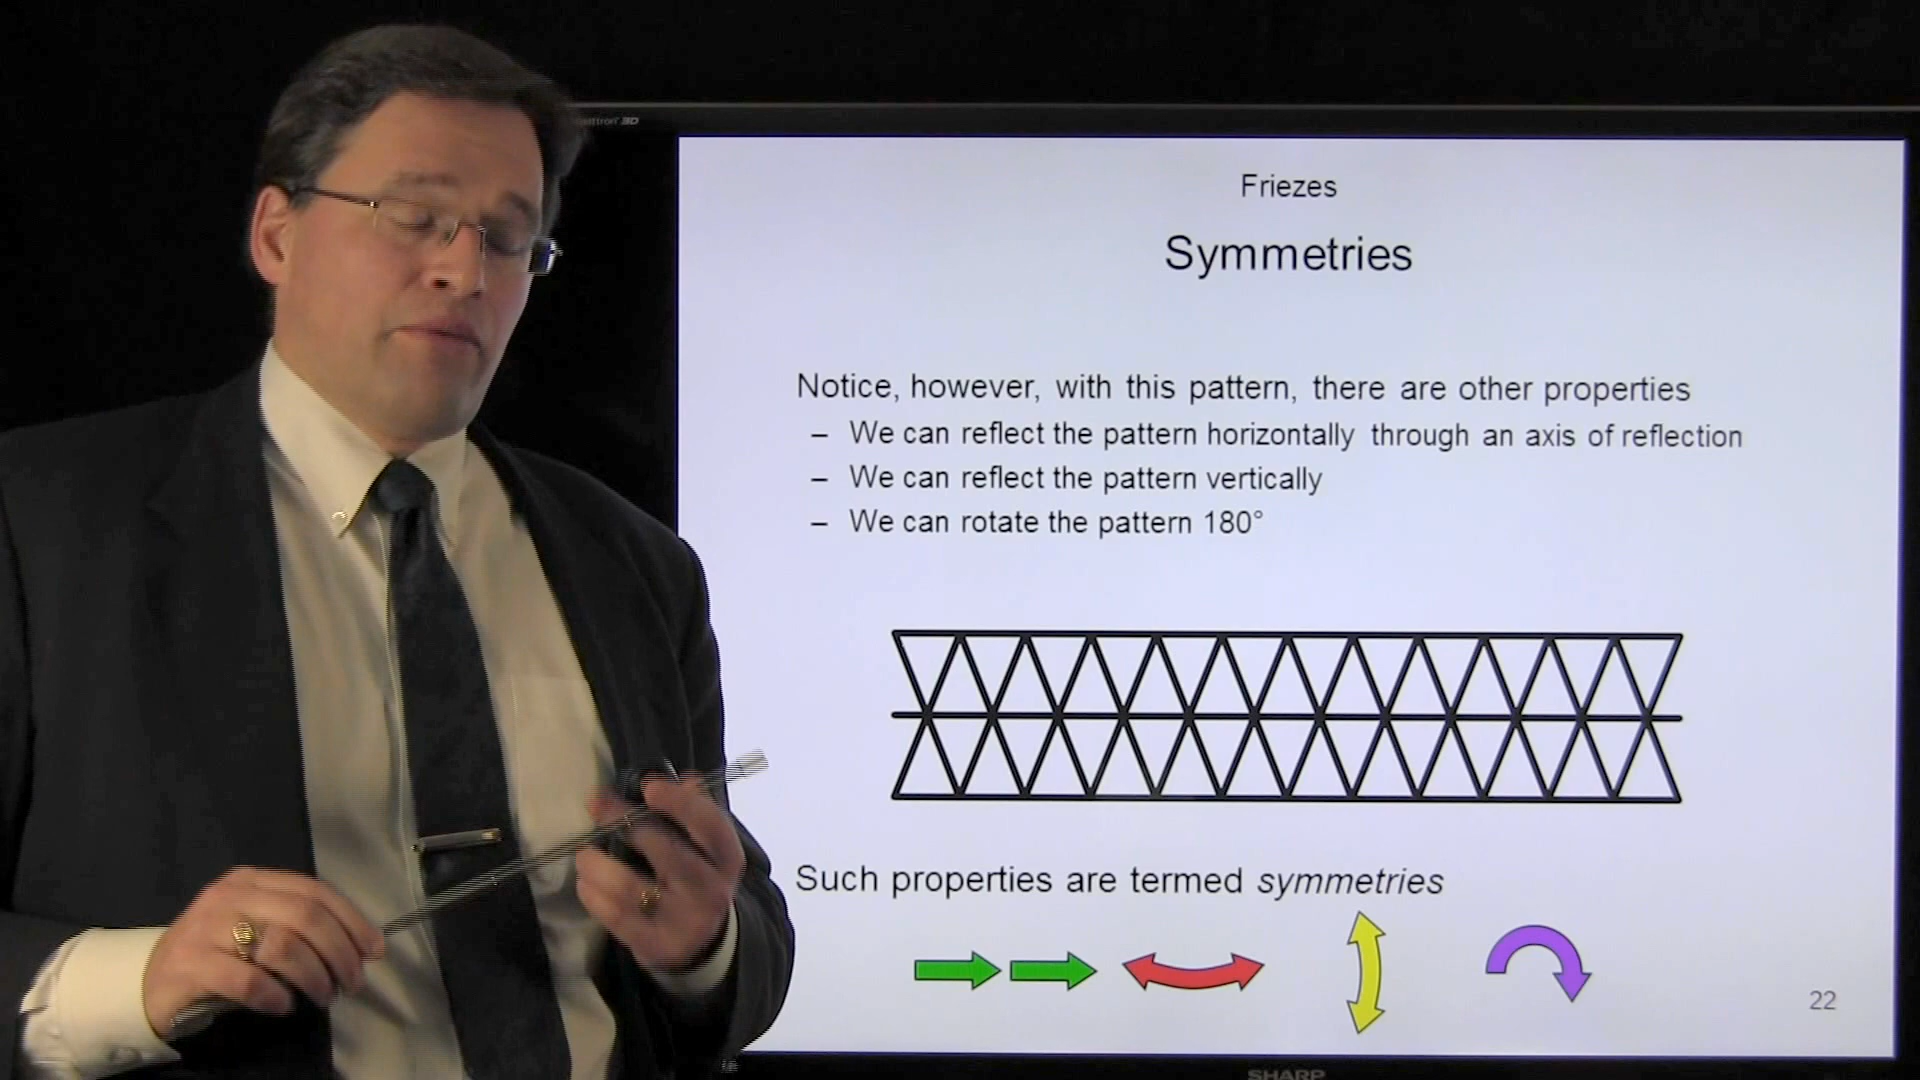 3D
Friezes
Symmetries
Notice, however, with this pattern, there are other properties
– We can reflect the pattern horizontally through an axis of reflection
– We can reflect the pattern vertically
– We can rotate the pattern 180°
Such properties are termed symmetries
22
SHARP